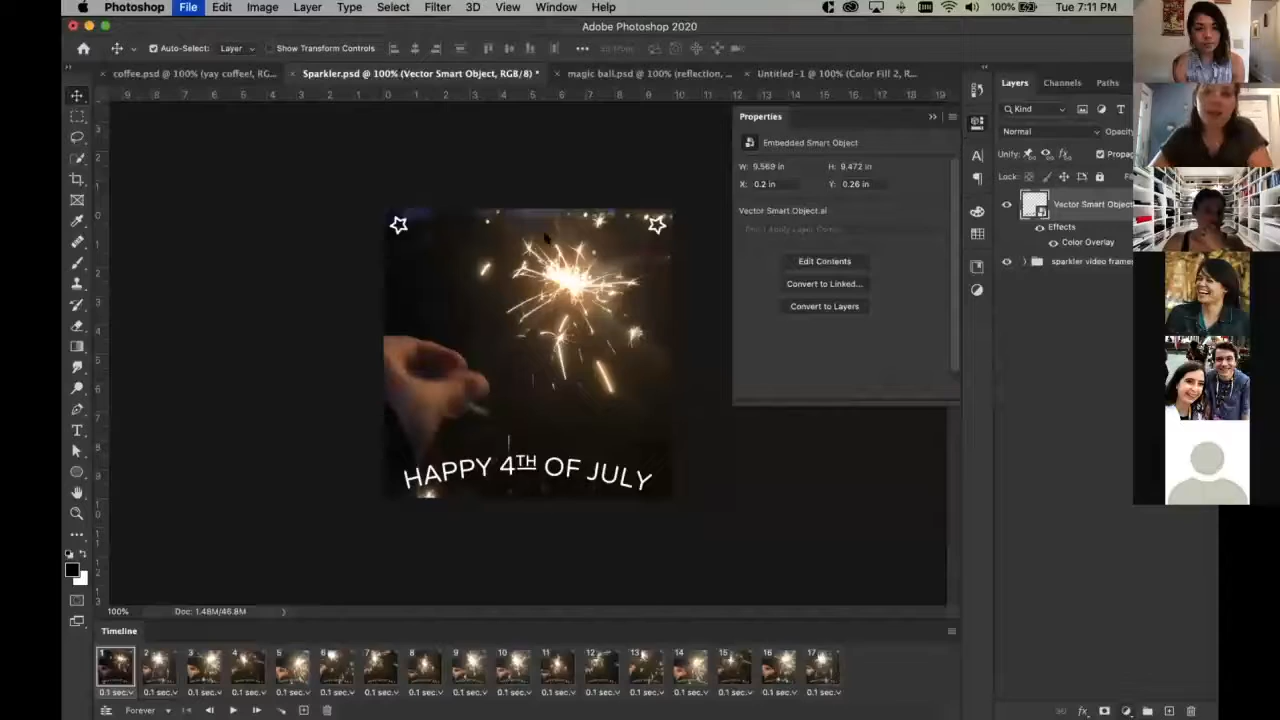 Photoshop File Edit Image Layer Type Select Filter 3D View Window Help 100% Tue 7:11 PM
Adobe Photoshop 2020
Auto-Select: Layer Show Transform Controls
coffee.psd @ 100% (yay coffee!, RG... Sparkler.psd @ 100% (Vector Smart Object, RGB/8) * magic ball.psd @ 100% (reflection, ... Untitled-1 @ 100% (Color Fill 2, R...
Layers Channels Paths
Kind
Normal Opacity
Unify: Propag
Lock:
Vector Smart Object
Effects
Color Overlay
sparkler video frame
Properties
Embedded Smart Object
W: 9.569 in H: 9.472 in
X: 0.2 in Y: 0.26 in
Vector Smart Object.ai
Edit Contents
Convert to Linked...
Convert to Layers
HAPPY 4TH OF JULY
100% Doc: 1.48M/46.8M
Timeline
1 2 3 4 5 6 7 8 9 10 11 12 13 14 15 16 17
0.1 sec. 0.1 sec. 0.1 sec. 0.1 sec. 0.1 sec. 0.1 sec. 0.1 sec. 0.1 sec. 0.1 sec. 0.1 sec. 0.1 sec. 0.1 sec. 0.1 sec. 0.1 sec. 0.1 sec. 0.1 sec. 0.1 sec.
Forever